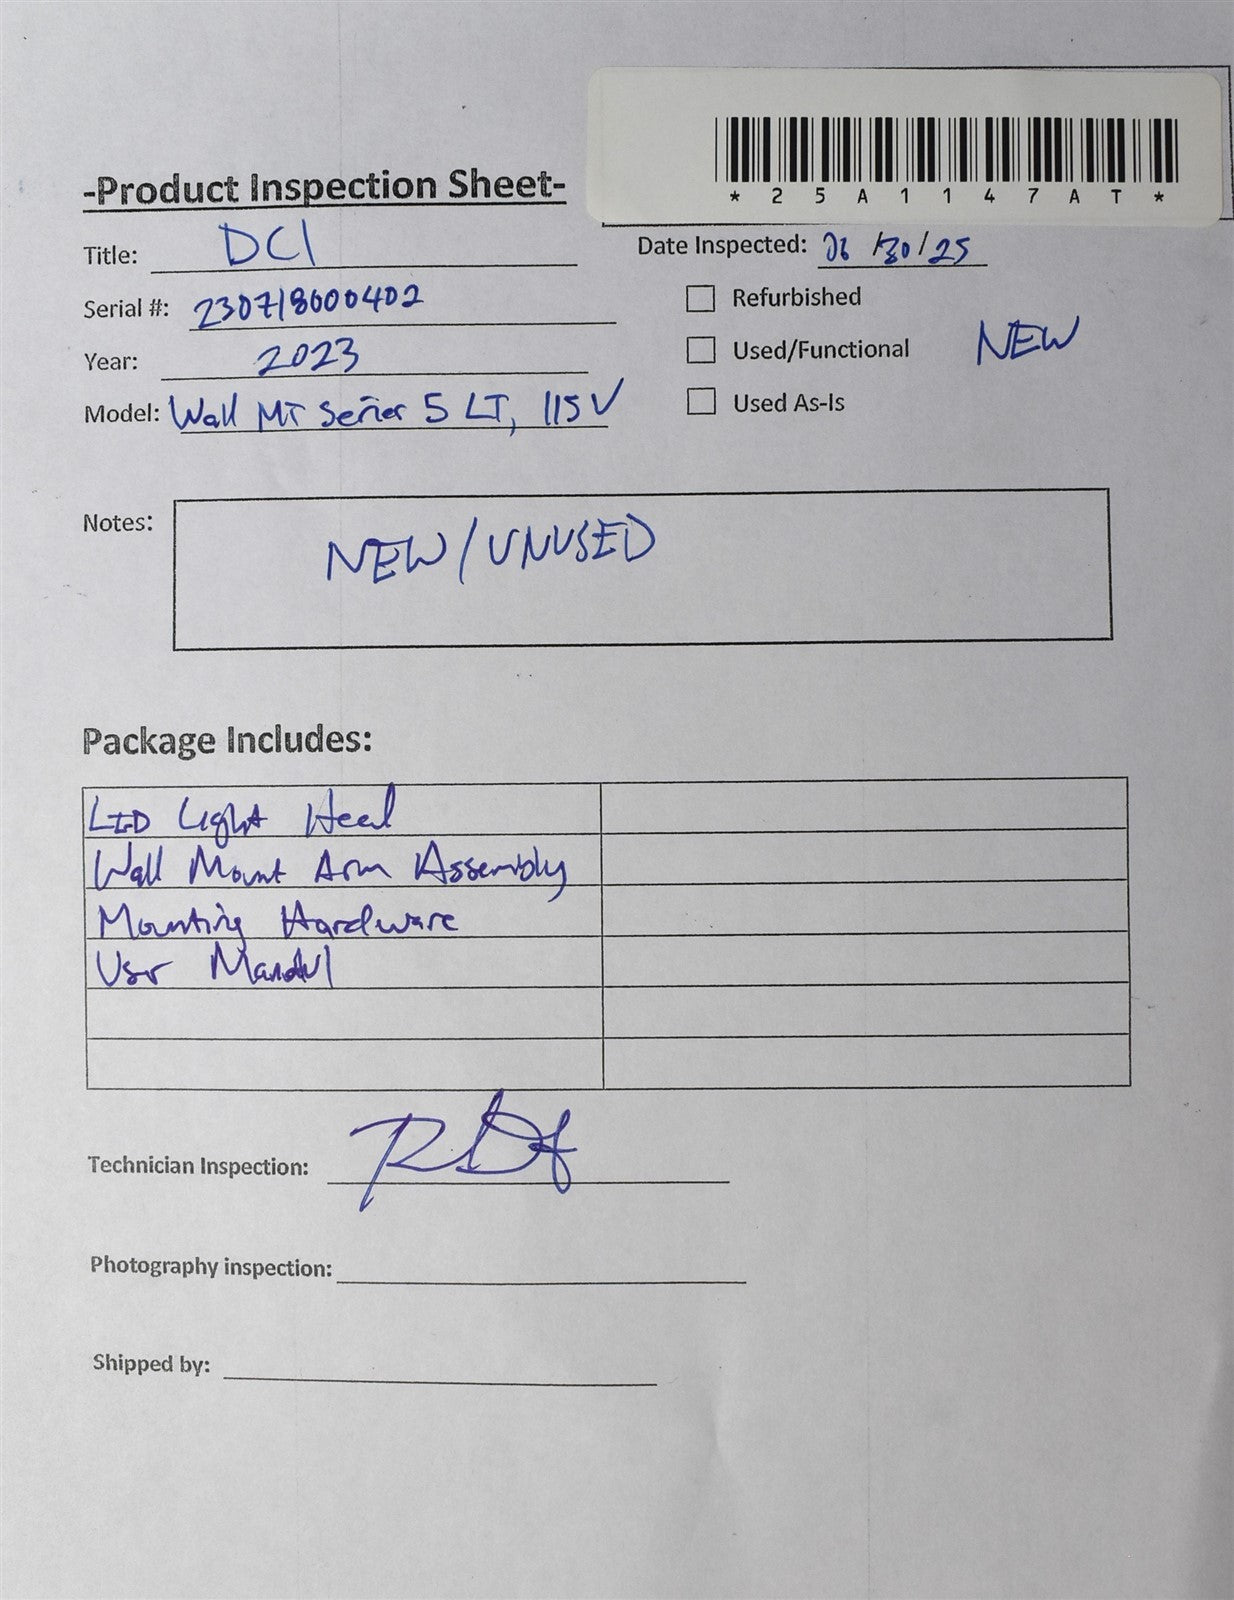 *25A1147AT*
-Product Inspection Sheet-
Title: DCI
Date Inspected: 06/30/25
Serial #: 230718000402
Refurbished
Year: 2023
Used/Functional
NEW
Model: Wall MT Series 5 LT, 115V
Used As-Is
Notes:
NEW/UNUSED
Package Includes:
LED Light Head
Wall Mount Arm Assembly
Mounting Hardware
User Manual
Technician Inspection:
Photography inspection:
Shipped by: